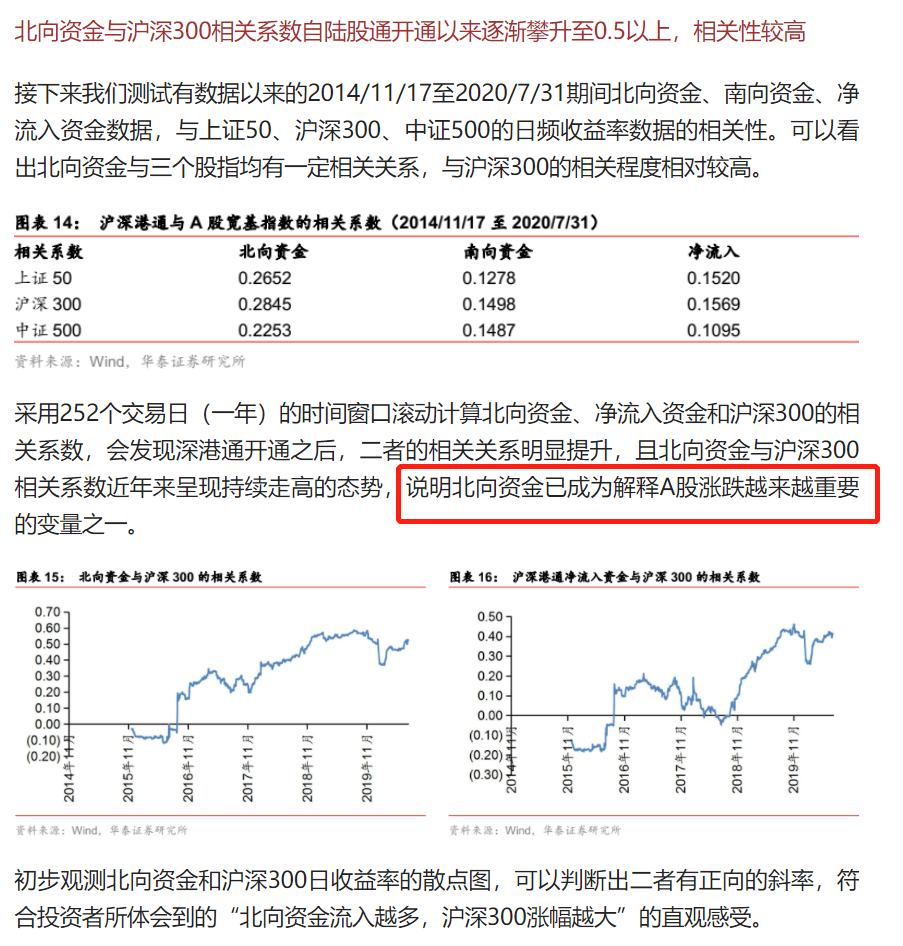 北向资金与沪深300相关系数自陆股通开通以来逐渐攀升至0.5以上，相关性较高
接下来我们测试有数据以来的2014/11/17至2020/7/31期间北向资金、南向资金、净
流入资金数据，与上证50、沪深300、中证500的日频收益率数据的相关性。可以看
出北向资金与三个股指均有一定相关关系，与沪深300的相关程度相对较高。
图表 14： 沪深港通与 A 股宽基指数的相关系数（2014/11/17 至 2020/7/31）
相关系数 北向资金 南向资金 净流入
上证 50 0.2652 0.1278 0.1520
沪深 300 0.2845 0.1498 0.1569
中证 500 0.2253 0.1487 0.1095
资料来源：Wind，华泰证券研究所
采用252个交易日（一年）的时间窗口滚动计算北向资金、净流入资金和沪深300的相
关系数，会发现深港通开通之后，二者的相关关系明显提升，且北向资金与沪深300
相关系数近年来呈现持续走高的态势，说明北向资金已成为解释A股涨跌越来越重要
的变量之一。
图表 15： 北向资金与沪深 300 的相关系数
0.70
0.60
0.50
0.40
0.30
0.20
0.10
0.00
(0.10)
(0.20)
2014年11月
2015年11月
2016年11月
2017年11月
2018年11月
2019年11月
资料来源：Wind，华泰证券研究所
图表 16： 沪深港通净流入资金与沪深 300 的相关系数
0.50
0.40
0.30
0.20
0.10
0.00
(0.10)
(0.20)
(0.30)
2014年11月
2015年11月
2016年11月
2017年11月
2018年11月
2019年11月
资料来源：Wind，华泰证券研究所
初步观测北向资金和沪深300日收益率的散点图，可以判断出二者有正向的斜率，符
合投资者所体会到的“北向资金流入越多，沪深300涨幅越大”的直观感受。